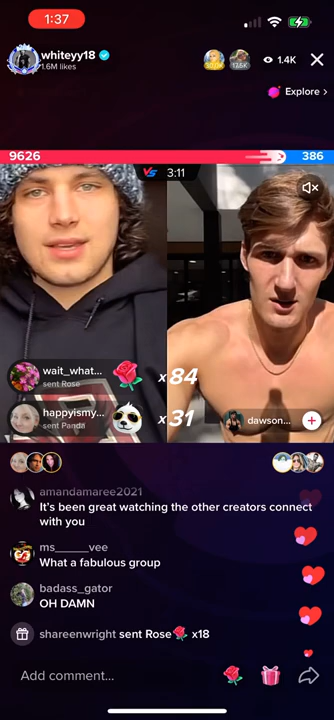 1:37
whiteyy18
1.6M likes
1.4K
Explore >
9626
386
VS 3:11
wait_what...
sent Rose
x84
happyismy...
sent Panda
x31
dawson...
amandamaree2021
It's been great watching the other creators connect
with you
ms_____vee
What a fabulous group
badass_gator
OH DAMN
shareenwright sent Rose x18
Add comment...